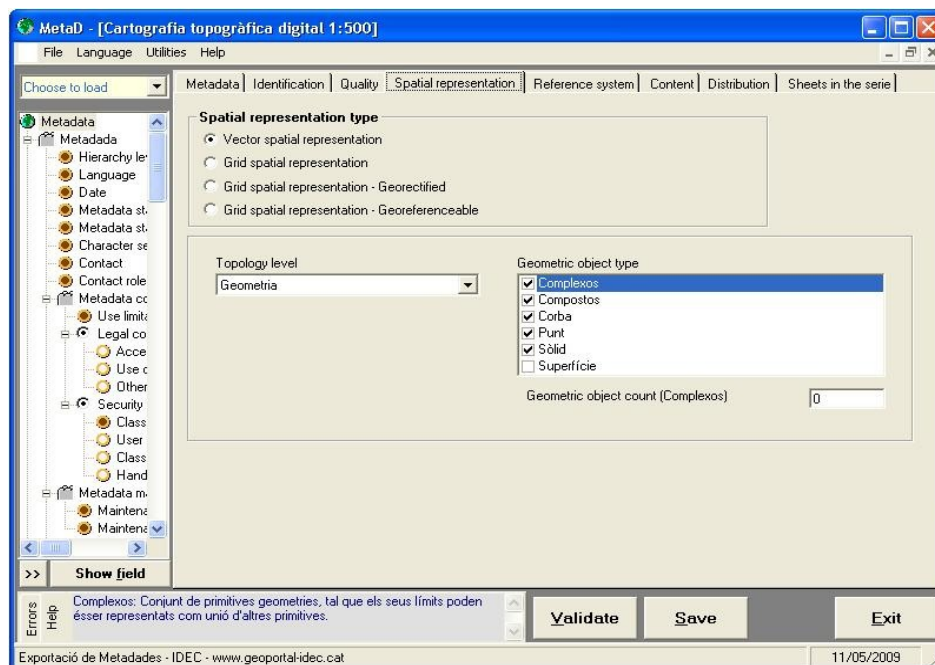 MetaD - [Cartografia topogràfica digital 1:500]
File Language Utilities Help
Choose to load
Metadata Identification Quality Spatial representation Reference system Content Distribution Sheets in the serie
Metadata
Metadada
Hierarchy le
Language
Date
Metadata st
Metadata st
Character se
Contact
Contact role
Metadata co
Use limita
Legal co
Acce
Use c
Other
Security
Class
User
Class
Hand
Metadata m
Maintena
Maintena
>> Show field
Spatial representation type
Vector spatial representation
Grid spatial representation
Grid spatial representation - Georectified
Grid spatial representation - Georeferenceable
Topology level
Geometria
Geometric object type
Complexos
Compostos
Corba
Punt
Sòlid
Superfície
Geometric object count (Complexos) 0
Errors
Help
Complexos: Conjunt de primitives geometries, tal que els seus límits poden
ésser representats com unió d'altres primitives.
Validate Save Exit
Exportació de Metadades - IDEC - www.geoportal-idec.cat 11/05/2009